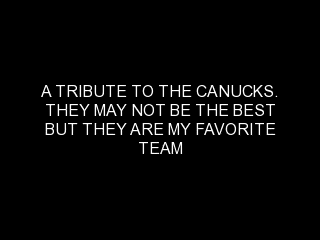 A TRIBUTE TO THE CANUCKS.
THEY MAY NOT BE THE BEST
BUT THEY ARE MY FAVORITE
TEAM